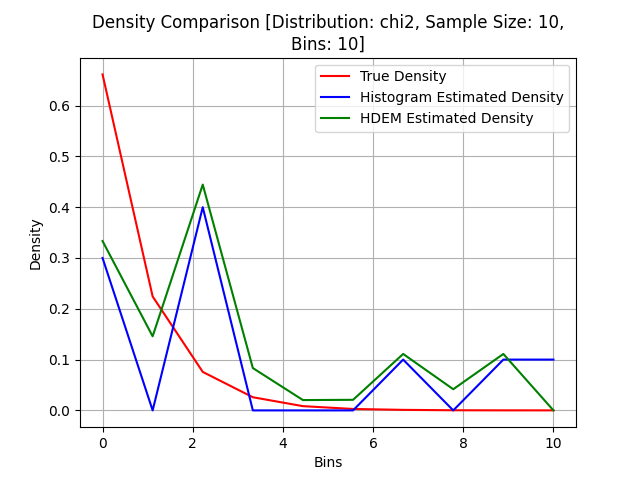 Density Comparison [Distribution: chi2, Sample Size: 10,
Bins: 10]
True Density
Histogram Estimated Density
HDEM Estimated Density
Density
0.6
0.5
0.4
0.3
0.2
0.1
0.0
0 2 4 6 8 10
Bins